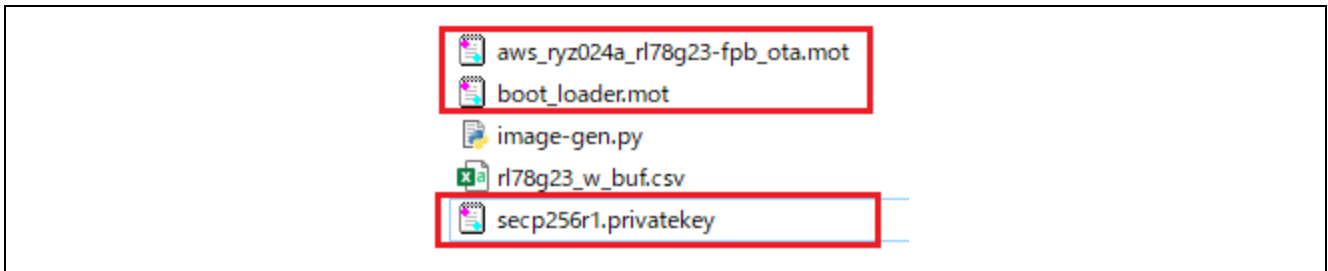 aws_ryz024a_rl78g23-fpb_ota.mot
boot_loader.mot
image-gen.py
rl78g23_w_buf.csv
secp256r1.privatekey